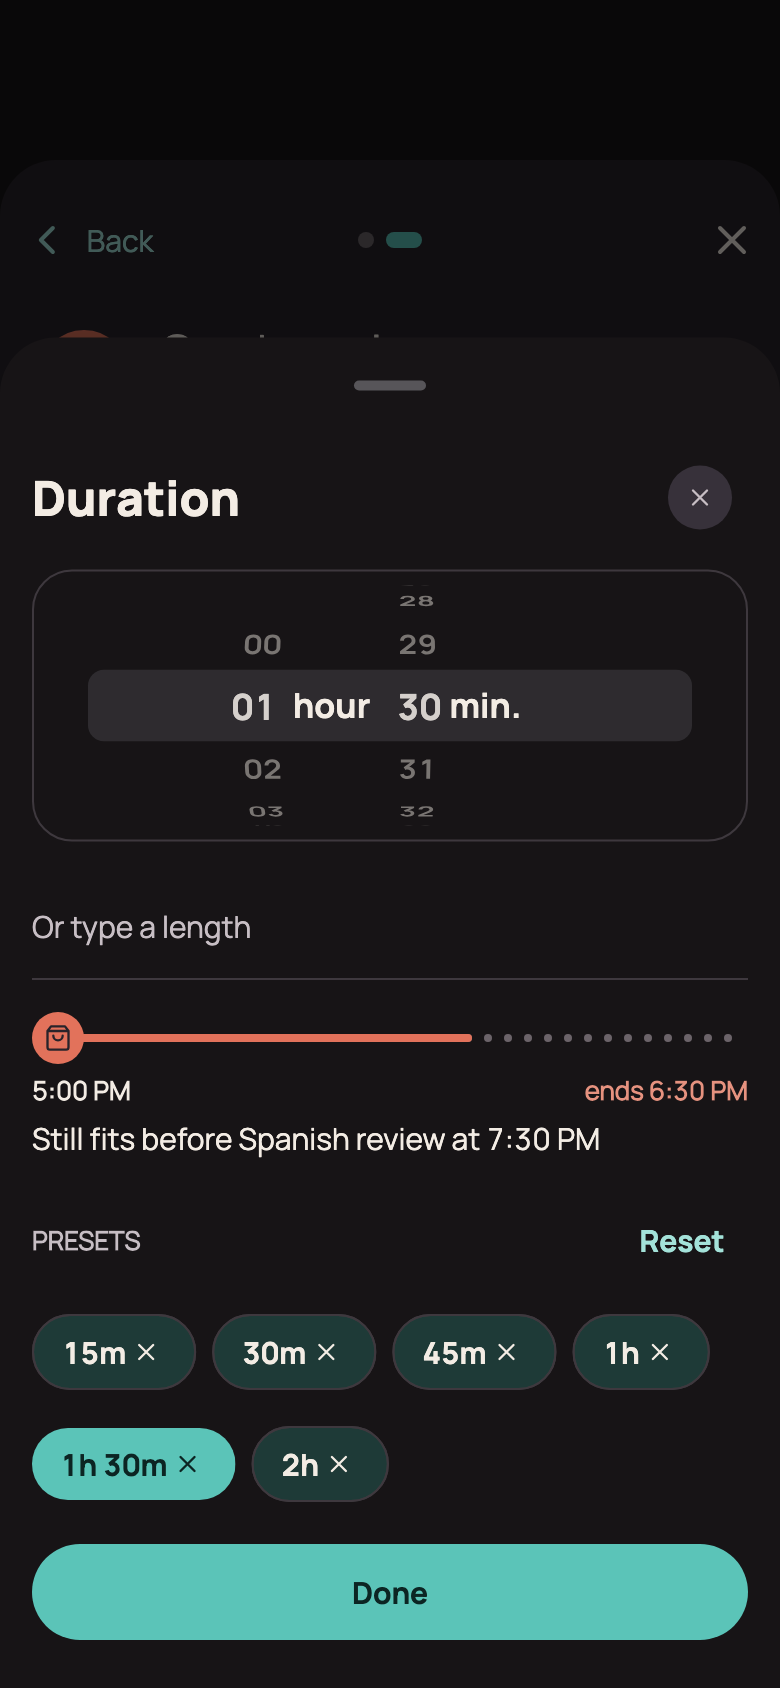 Back
Duration
28
00 29
01 hour 30 min.
02 31
03 32
Or type a length
5:00 PM ends 6:30 PM
Still fits before Spanish review at 7:30 PM
PRESETS Reset
15m 30m 45m 1h
1h 30m 2h
Done